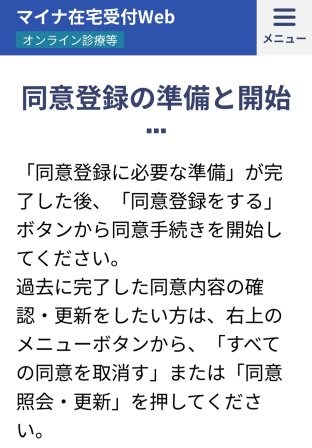 マイナ在宅受付Web
オンライン診療等
メニュー
同意登録の準備と開始
「同意登録に必要な準備」が完
了した後、「同意登録をする」
ボタンから同意手続きを開始し
てください。
過去に完了した同意内容の確
認・更新をしたい方は、右上の
メニューボタンから、「すべて
の同意を取消す」または「同意
照会・更新」を押してくださ
い。